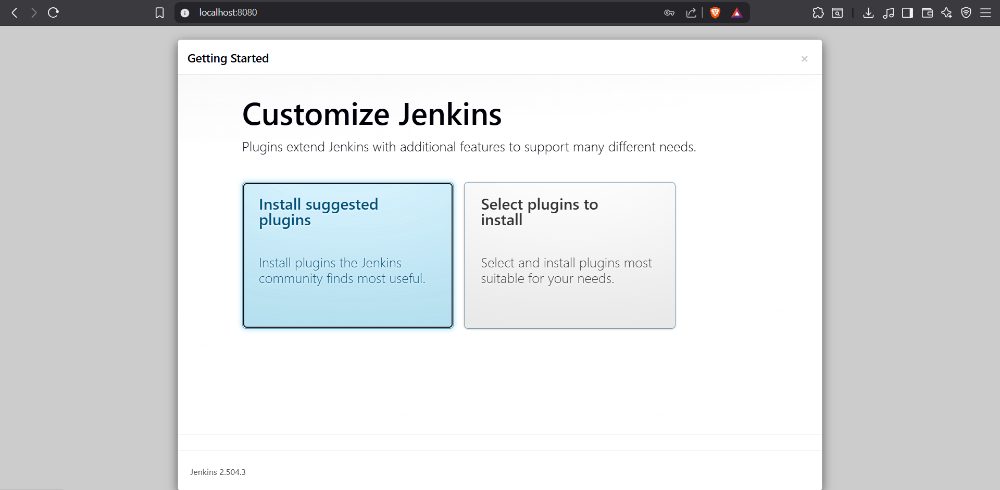 localhost:8080
Getting Started
Customize Jenkins
Plugins extend Jenkins with additional features to support many different needs.
Install suggested
plugins
Install plugins the Jenkins
community finds most useful.
Select plugins to
install
Select and install plugins most
suitable for your needs.
Jenkins 2.504.3